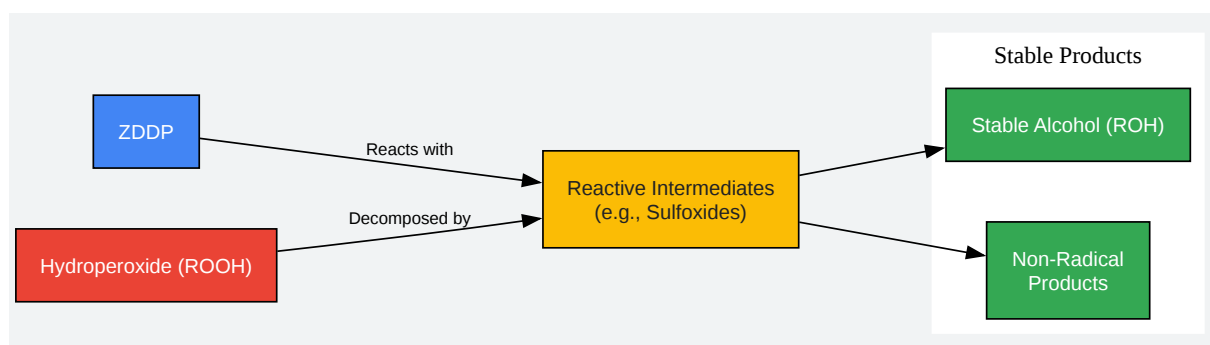 ZDDP
Reacts with
Hydroperoxide (ROOH)
Decomposed by
Reactive Intermediates
(e.g., Sulfoxides)
Stable Products
Stable Alcohol (ROH)
Non-Radical
Products